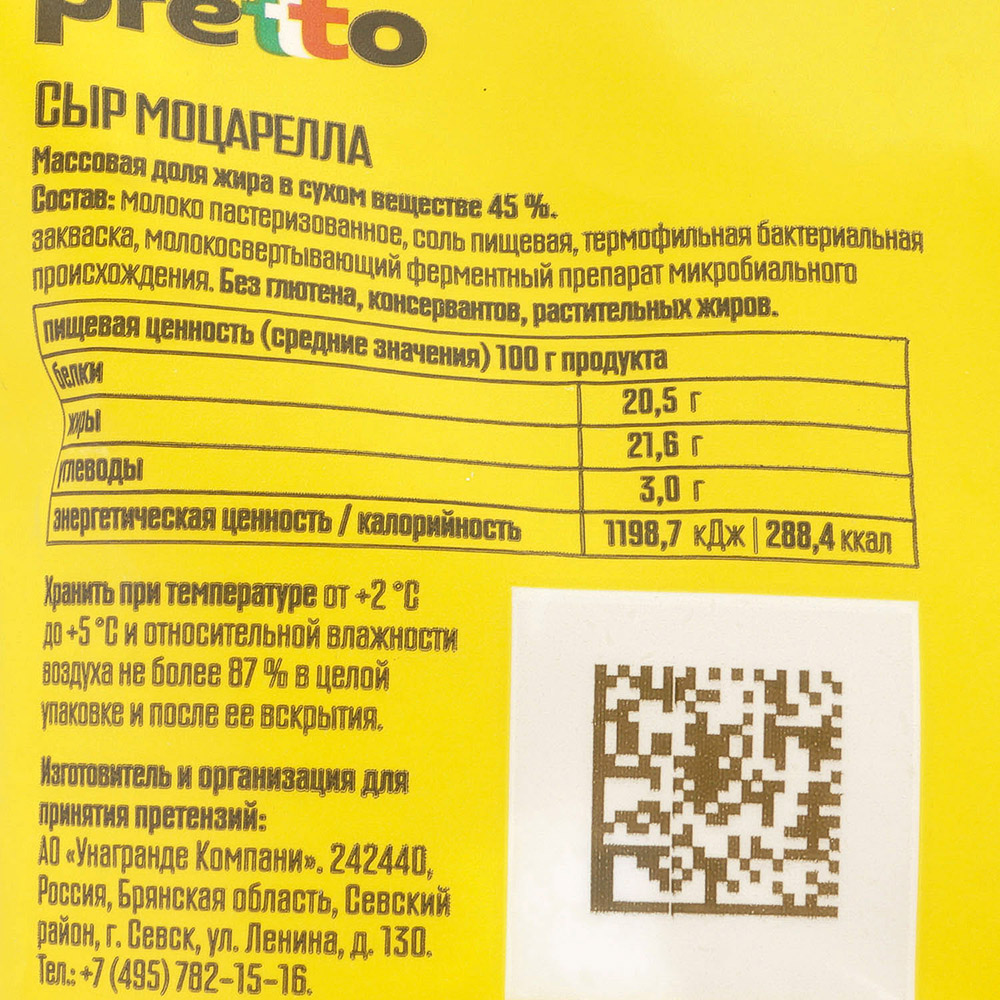 pretto
СЫР МОЦАРЕЛЛА
Массовая доля жира в сухом веществе 45 %.
Состав: молоко пастеризованное, соль пищевая, термофильная бактериальная
закваска, молокосвертывающий ферментный препарат микробиального
происхождения. Без глютена, консервантов, растительных жиров.
пищевая ценность (средние значения) 100 г продукта
белки 20,5 г
жиры 21,6 г
углеводы 3,0 г
энергетическая ценность / калорийность 1198,7 кДж | 288,4 ккал
Хранить при температуре от +2 °С
до +5 °С и относительной влажности
воздуха не более 87 % в целой
упаковке и после ее вскрытия.
Изготовитель и организация для
принятия претензий:
АО «Унагранде Компани». 242440,
Россия, Брянская область, Севский
район, г. Севск, ул. Ленина, д. 130.
Тел.: +7 (495) 782-15-16.